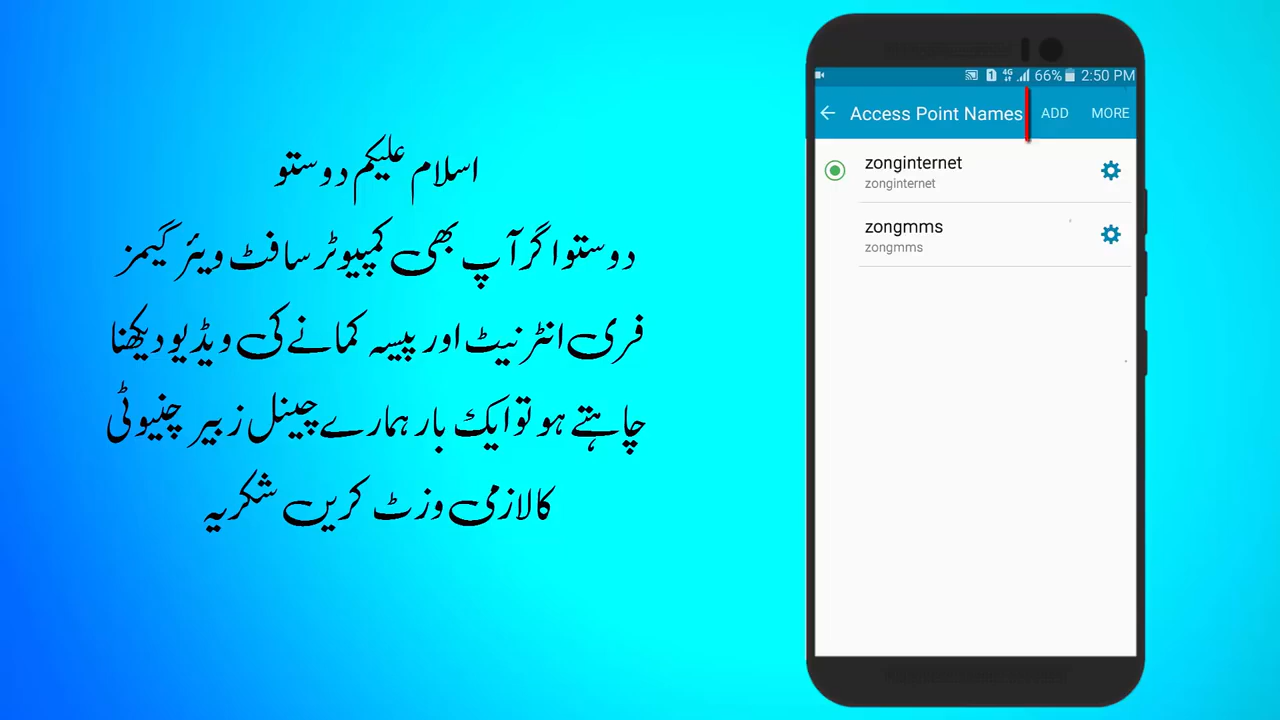 اسلام علیکم دوستو
دوستو اگر آپ بھی کمپیوٹر سافٹ ویئر گیمز
فری انٹرنیٹ اور پیسہ کمانے کی ویڈیو دیکھنا
چاہتے ہو تو ایک بار ہمارے چینل زبیر چنیوٹی
کا لازمی وزٹ کریں شکریہ
1 4G 66% 2:50 PM
Access Point Names ADD MORE
zonginternet
zonginternet
zongmms
zongmms